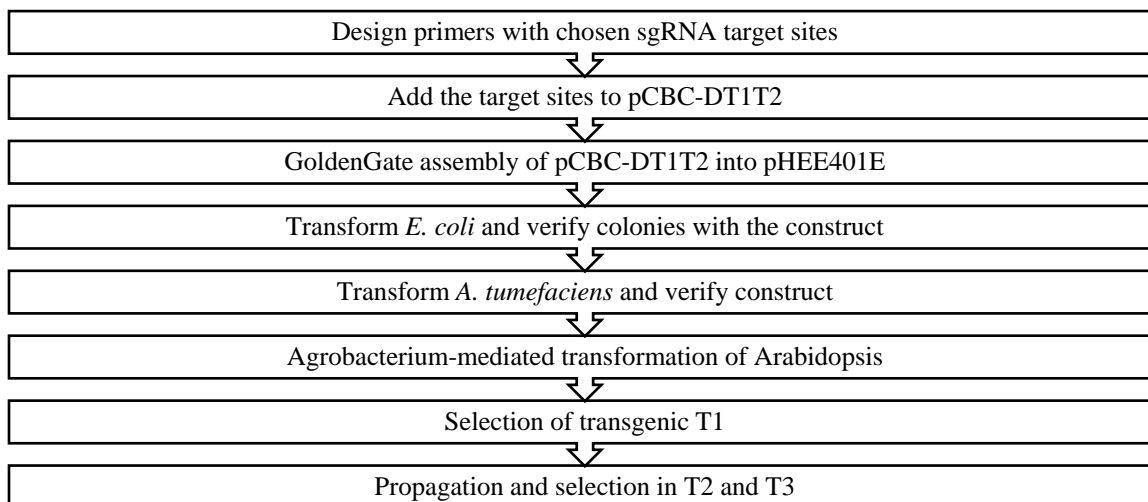 Design primers with chosen sgRNA target sites
Add the target sites to pCBC-DT1T2
GoldenGate assembly of pCBC-DT1T2 into pHEE401E
Transform E. coli and verify colonies with the construct
Transform A. tumefaciens and verify construct
Agrobacterium-mediated transformation of Arabidopsis
Selection of transgenic T1
Propagation and selection in T2 and T3